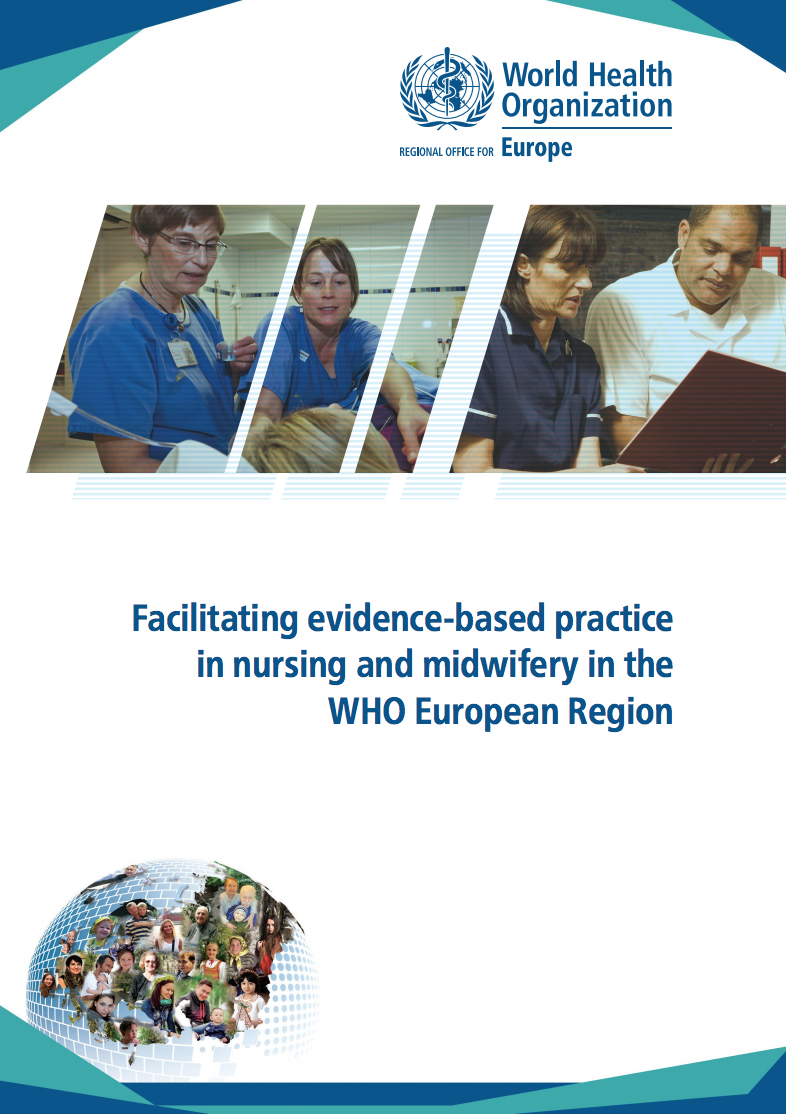 World Health
Organization
REGIONAL OFFICE FOR Europe
Facilitating evidence-based practice
in nursing and midwifery in the
WHO European Region